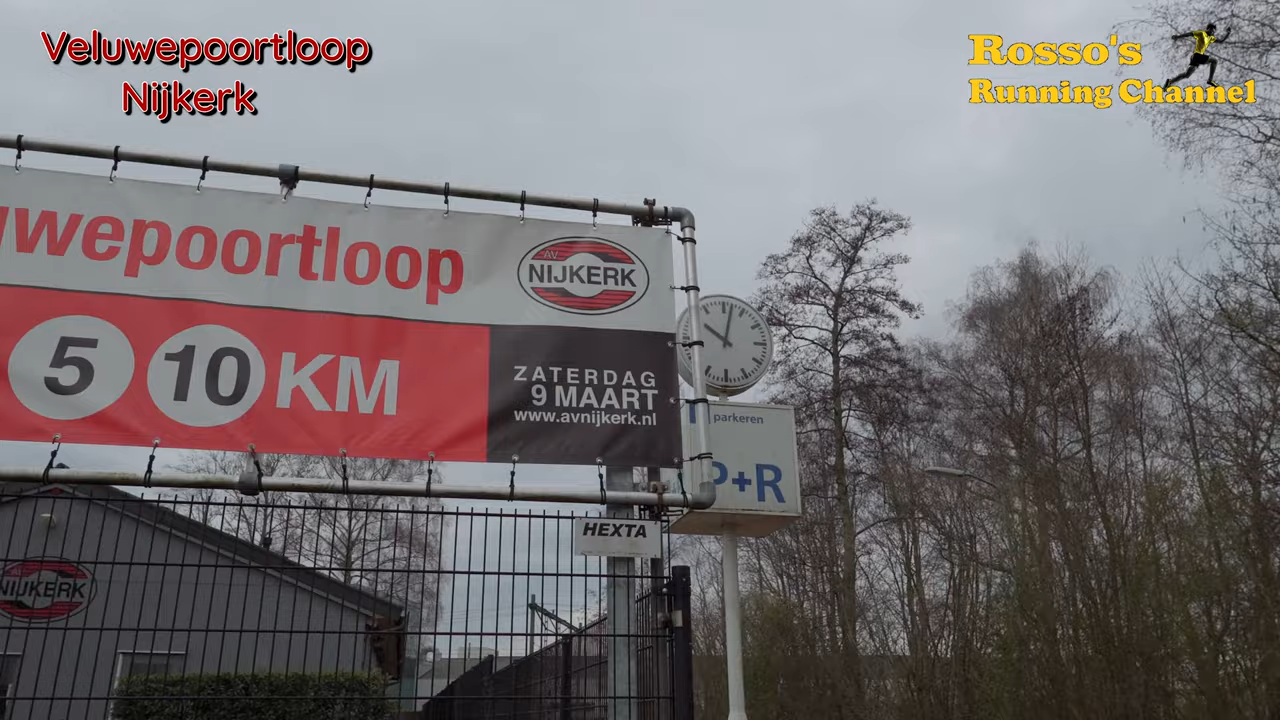 Veluwepoortloop
Nijkerk
Rosso's
Running Channel
uwepoortloop
AV
NIJKERK
5 10 KM
ZATERDAG
9 MAART
www.avnijkerk.nl
parkeren
P+R
HEXTA
NIJKERK